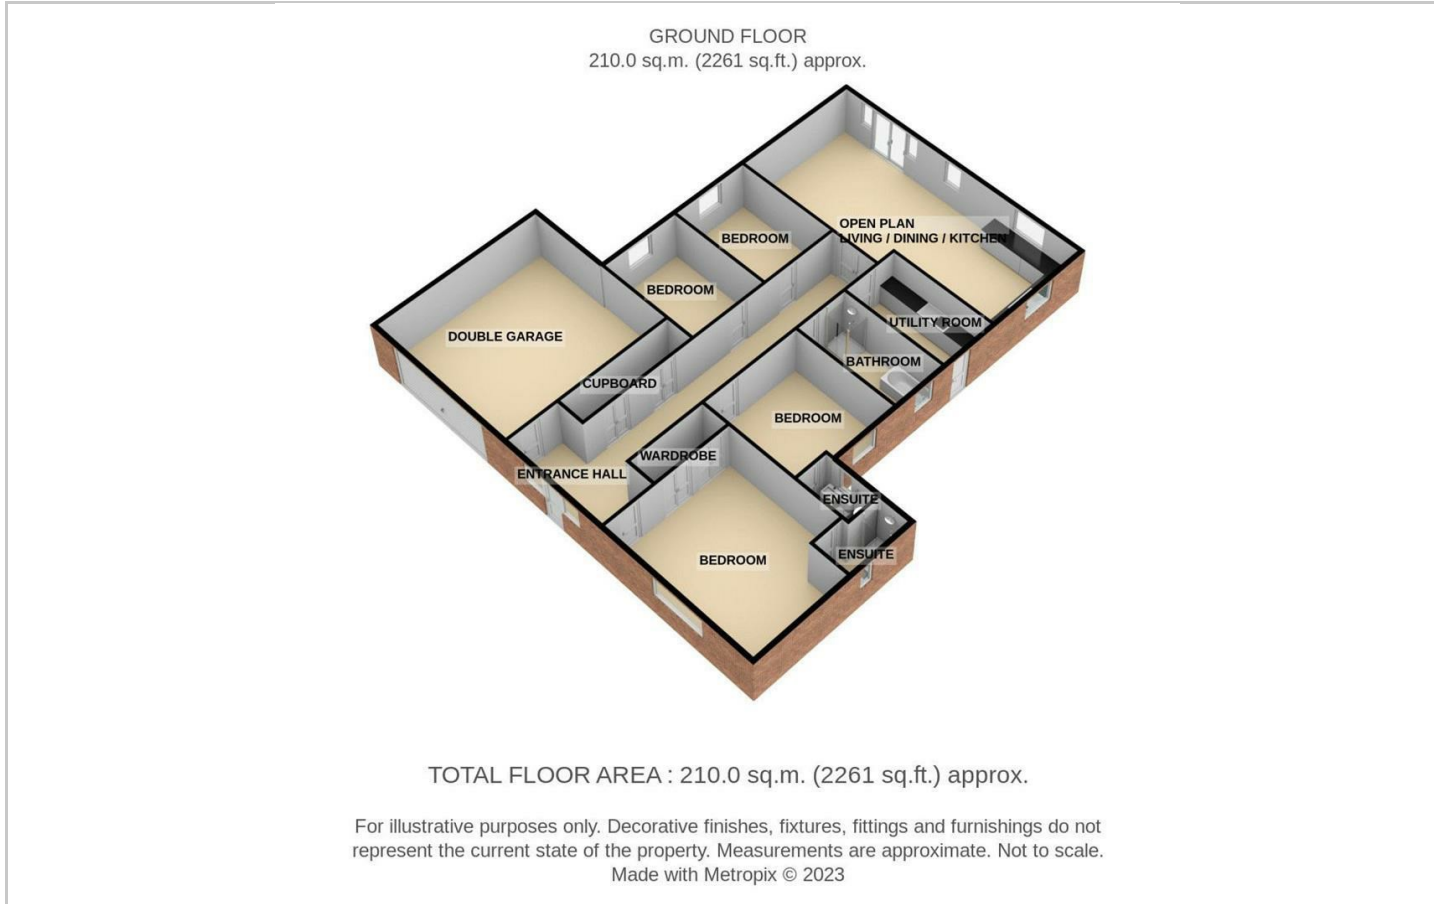 GROUND FLOOR
210.0 sq.m. (2261 sq.ft.) approx.
OPEN PLAN
LIVING / DINING / KITCHEN
BEDROOM
BEDROOM
UTILITY ROOM
DOUBLE GARAGE
BATHROOM
CUPBOARD
BEDROOM
WARDROBE
ENTRANCE HALL
ENSUITE
ENSUITE
BEDROOM
TOTAL FLOOR AREA : 210.0 sq.m. (2261 sq.ft.) approx.
For illustrative purposes only. Decorative finishes, fixtures, fittings and furnishings do not
represent the current state of the property. Measurements are approximate. Not to scale.
Made with Metropix © 2023